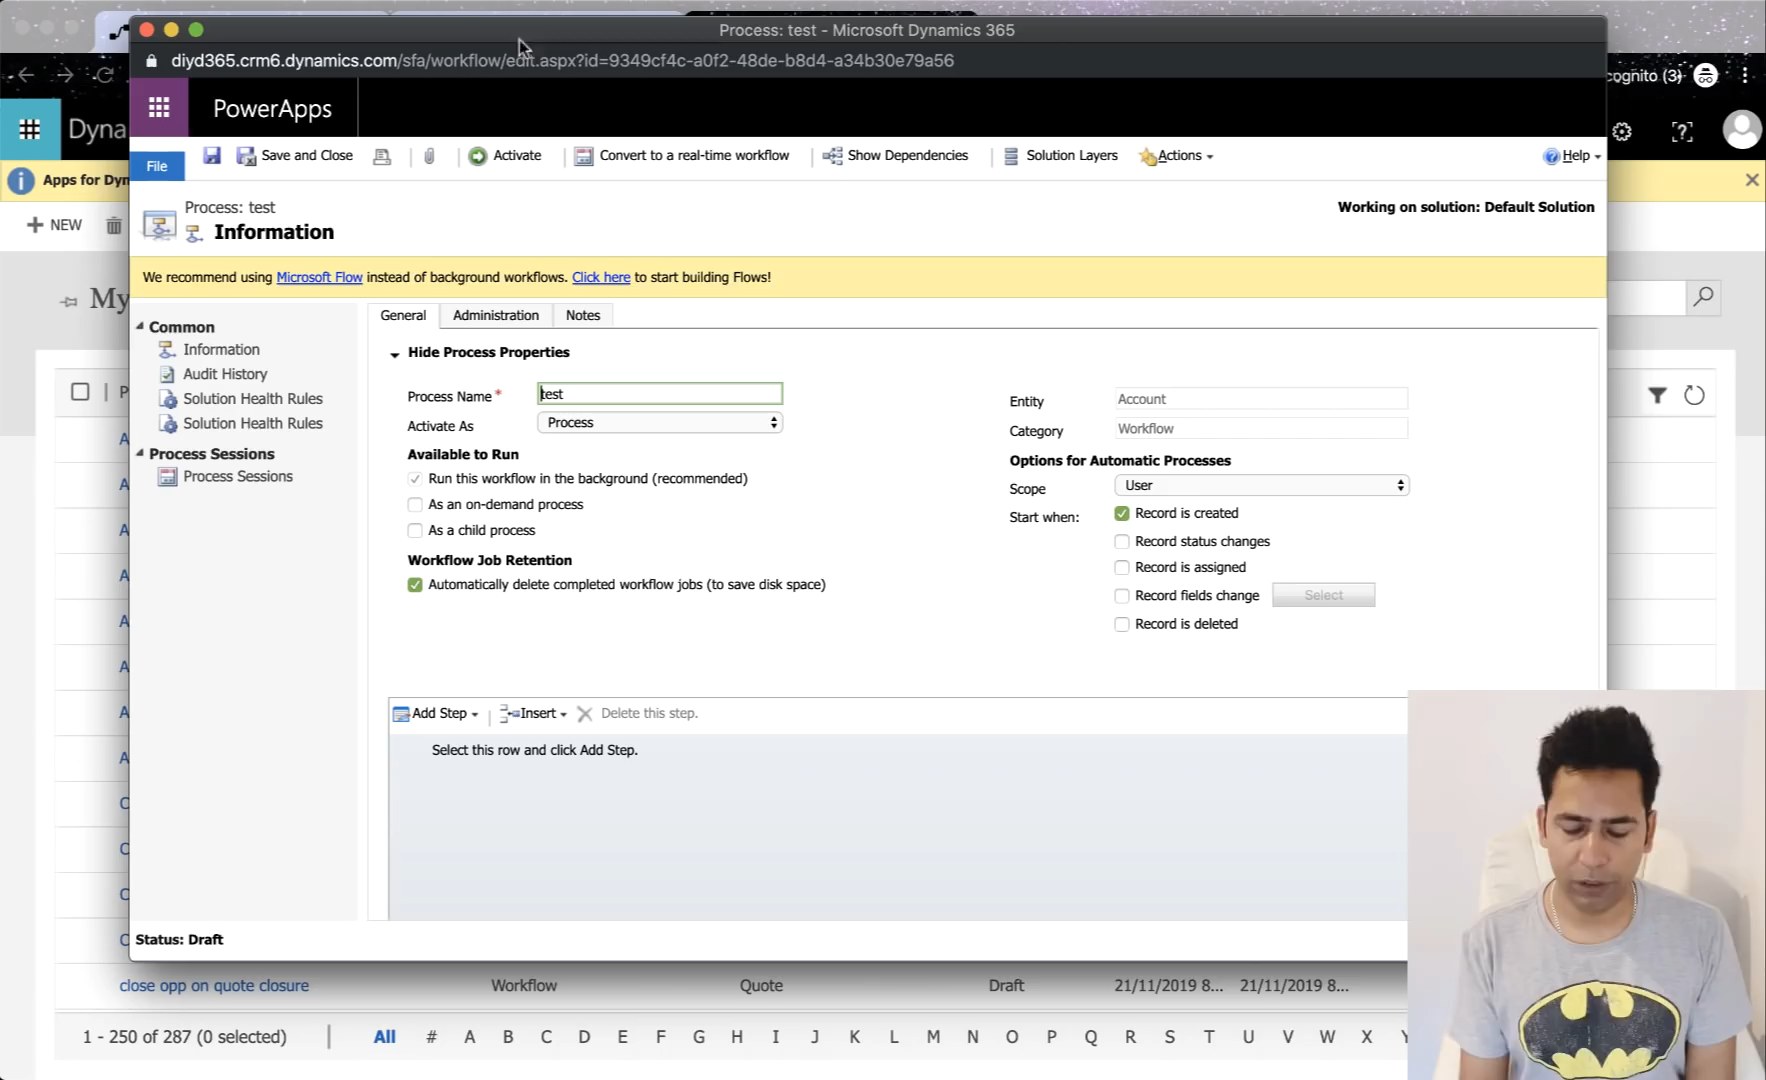 Process: test - Microsoft Dynamics 365
diyd365.crm6.dynamics.com/sfa/workflow/edit.aspx?id=9349cf4c-a0f2-48de-b8d4-a34b30e79a56
cognito (3)
Dyna
PowerApps
File
Save and Close
Activate
Convert to a real-time workflow
Show Dependencies
Solution Layers
Actions
Help
Apps for Dyn
NEW
Process: test
Information
Working on solution: Default Solution
We recommend using Microsoft Flow instead of background workflows. Click here to start building Flows!
My
Common
Information
Audit History
Solution Health Rules
Solution Health Rules
Process Sessions
Process Sessions
General
Administration
Notes
Hide Process Properties
Process Name *
test
Activate As
Process
Available to Run
Run this workflow in the background (recommended)
As an on-demand process
As a child process
Workflow Job Retention
Automatically delete completed workflow jobs (to save disk space)
Entity
Account
Category
Workflow
Options for Automatic Processes
Scope
User
Start when:
Record is created
Record status changes
Record is assigned
Record fields change
Select
Record is deleted
Add Step
Insert
Delete this step.
Select this row and click Add Step.
P
A
A
A
A
A
A
A
A
C
C
C
C
Status: Draft
close opp on quote closure
Workflow
Quote
Draft
21/11/2019 8...
21/11/2019 8...
1 - 250 of 287 (0 selected)
All # A B C D E F G H I J K L M N O P Q R S T U V W X Y